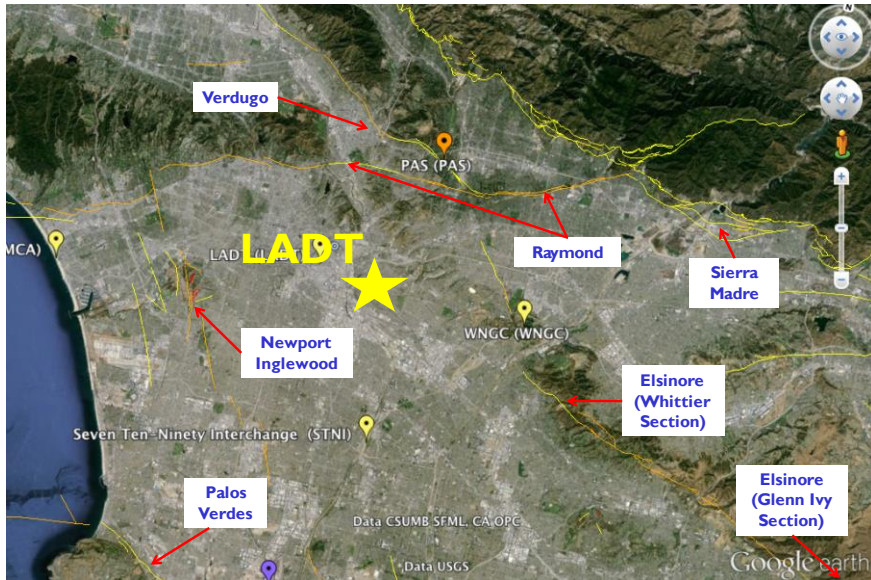 N
Verdugo
PAS (PAS)
MCA)
LADT
Raymond
Sierra
Madre
WNGC (WNGC)
Newport
Inglewood
Elsinore
(Whittier
Section)
Seven Ten-Ninety Interchange (STNI)
Palos
Verdes
Elsinore
(Glenn Ivy
Section)
Data CSUMB SFML, CA OPC
Data USGS
Google earth